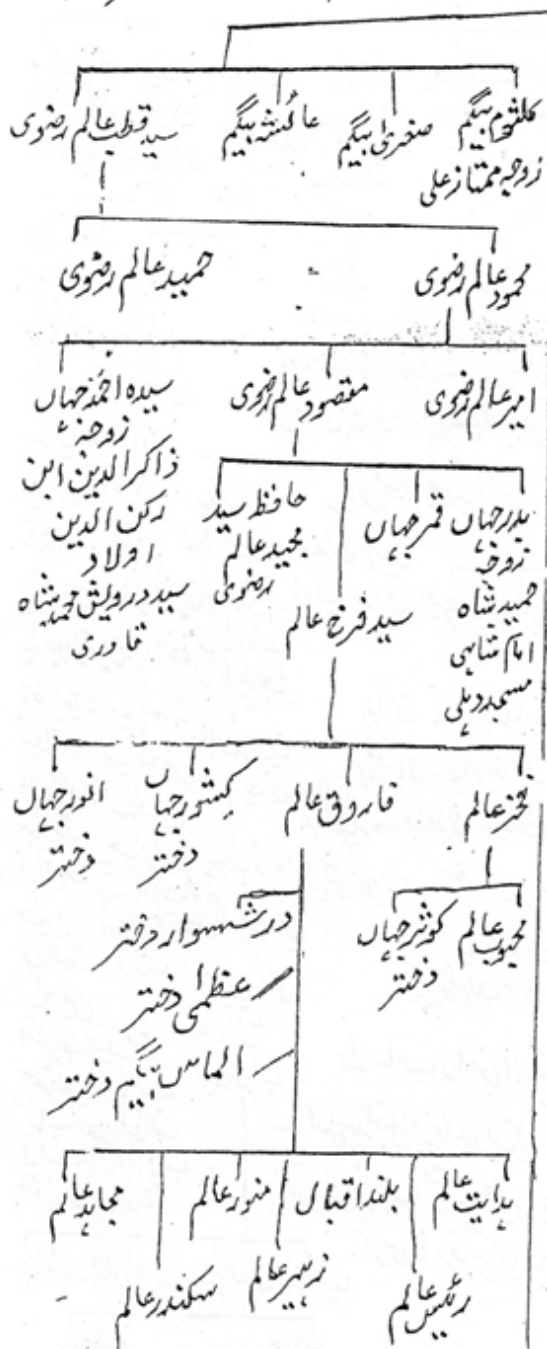 کلثوم بیگم
زوجہ ممتاز علی
صغریٰ بیگم
عائشہ بیگم
سید قطب عالم رضوی
محمود عالم رضوی
حمید عالم رضوی
امیر عالم رضوی
مقصود عالم رضوی
سیدہ احمد جہاں
زوجہ
ذاکر الدین ابن
رکن الدین
اولاد
سید درویش محمد شاہ
قادری
بدر جہاں
زوجہ
حمید شاہ
امام شاہی
مسجد دہلی
قمر جہاں
سید فرخ عالم
حافظ سید
مجید عالم
رضوی
فخر عالم
فاروق عالم
کشور جہاں
دختر
انور جہاں
دختر
محبوب عالم
کوثر جہاں
دختر
در شہسوار دختر
عظمیٰ دختر
الماس بیگم دختر
ہدایت عالم
رئیس عالم
بلند اقبال
زبیر عالم
منور عالم
سکندر عالم
مجاہد عالم